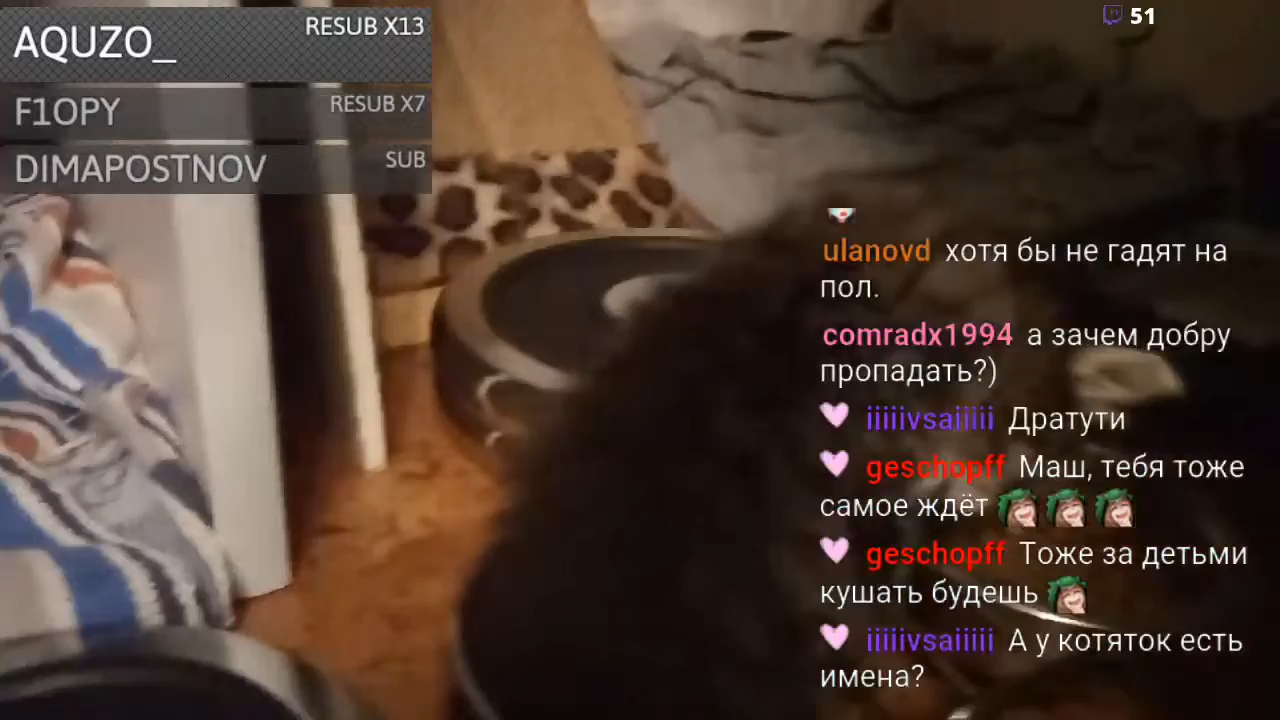 AQUZO_ RESUB X13
F1OPY RESUB X7
DIMAPOSTNOV SUB
51
ulanovd хотя бы не гадят на
пол.
comradx1994 а зачем добру
пропадать?)
iiiiivsaiiiii Дратути
geschopff Маш, тебя тоже
самое ждёт
geschopff Тоже за детьми
кушать будешь
iiiiivsaiiiii А у котяток есть
имена?